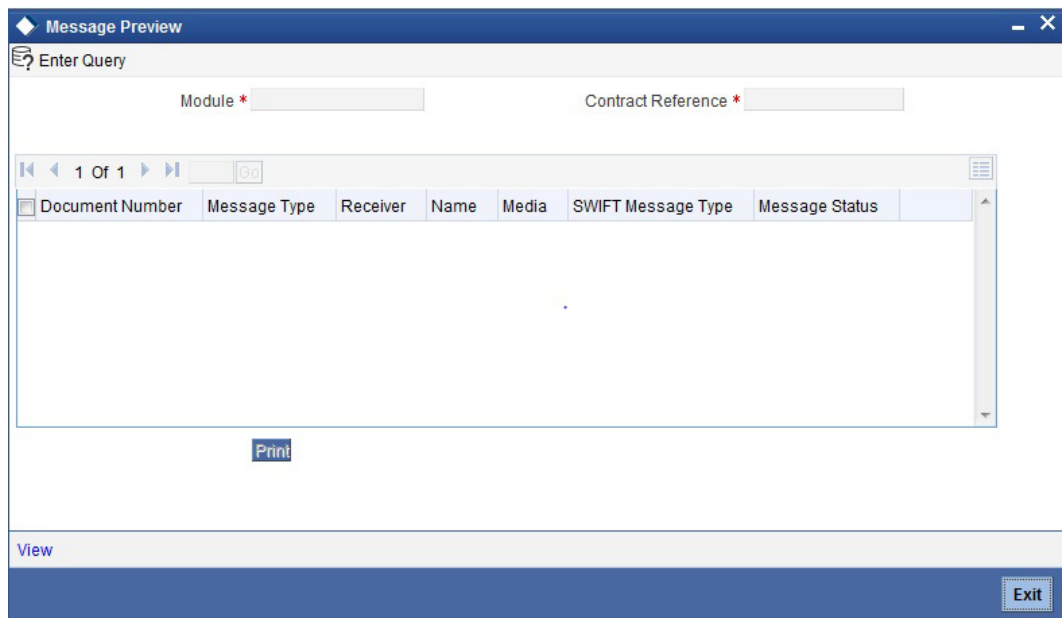 Message Preview
Enter Query
Module * Contract Reference *
1 Of 1 Go
Document Number Message Type Receiver Name Media SWIFT Message Type Message Status
Print
View
Exit